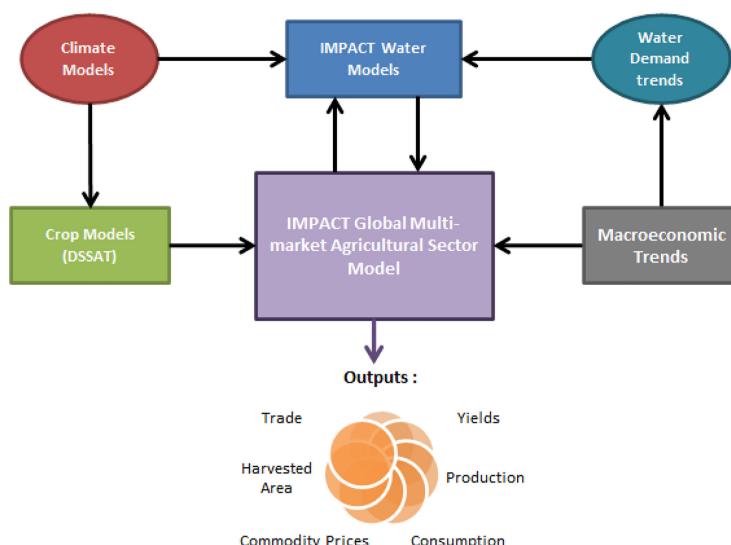 Climate
Models
IMPACT Water
Models
Water
Demand
trends
Crop Models
(DSSAT)
IMPACT Global Multi-
market Agricultural Sector
Model
Macroeconomic
Trends
Outputs :
Trade
Yields
Harvested
Area
Production
Commodity Prices
Consumption